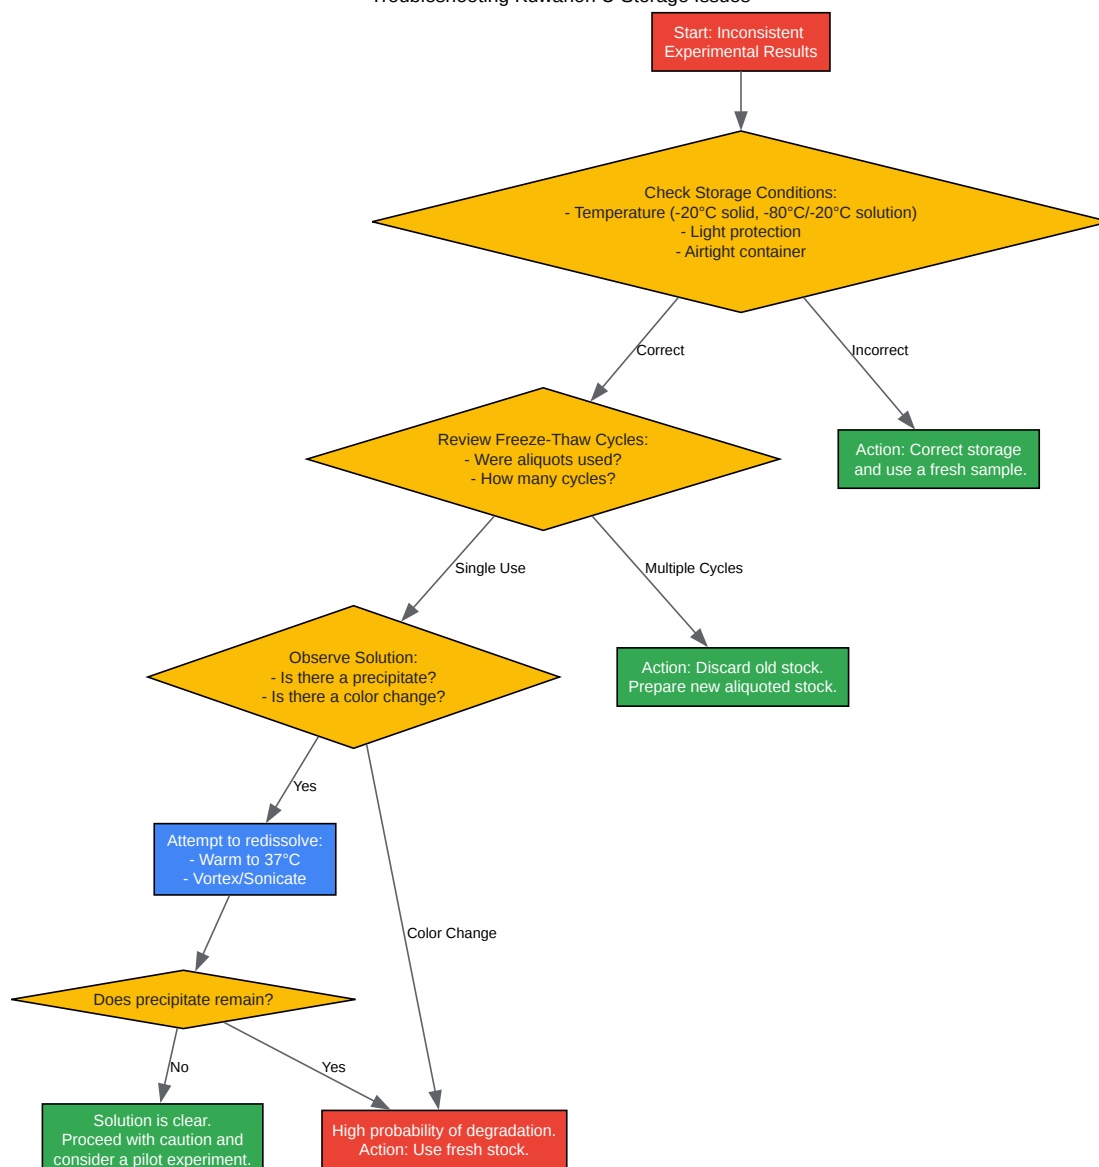 Troubleshooting Kuwanon U Storage Issues
Start: Inconsistent
Experimental Results
Check Storage Conditions:
- Temperature (-20°C solid, -80°C/-20°C solution)
- Light protection
- Airtight container
Correct
Incorrect
Review Freeze-Thaw Cycles:
- Were aliquots used?
- How many cycles?
Action: Correct storage
and use a fresh sample.
Single Use
Multiple Cycles
Observe Solution:
- Is there a precipitate?
- Is there a color change?
Action: Discard old stock.
Prepare new aliquoted stock.
Yes
Attempt to redissolve:
- Warm to 37°C
- Vortex/Sonicate
Color Change
Does precipitate remain?
No
Yes
Solution is clear.
Proceed with caution and
consider a pilot experiment.
High probability of degradation.
Action: Use fresh stock.